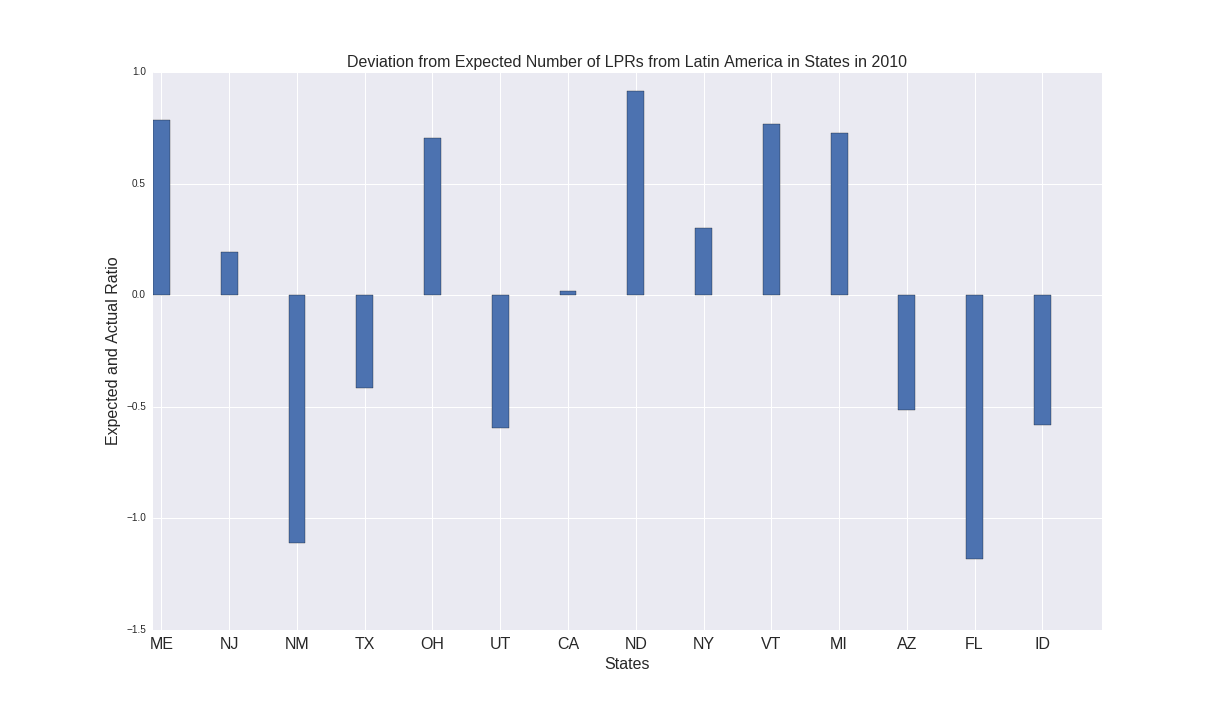 Deviation from Expected Number of LPRs from Latin America in States in 2010
Expected and Actual Ratio
1.0
0.5
0.0
−0.5
−1.0
−1.5
ME NJ NM TX OH UT CA ND NY VT MI AZ FL ID
States